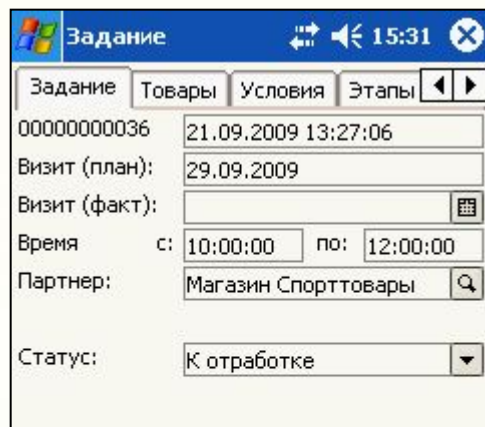 Задание 15:31
Задание Товары Условия Этапы
00000000036 21.09.2009 13:27:06
Визит (план): 29.09.2009
Визит (факт):
Время с: 10:00:00 по: 12:00:00
Партнер: Магазин Спорттовары
Статус: К отработке